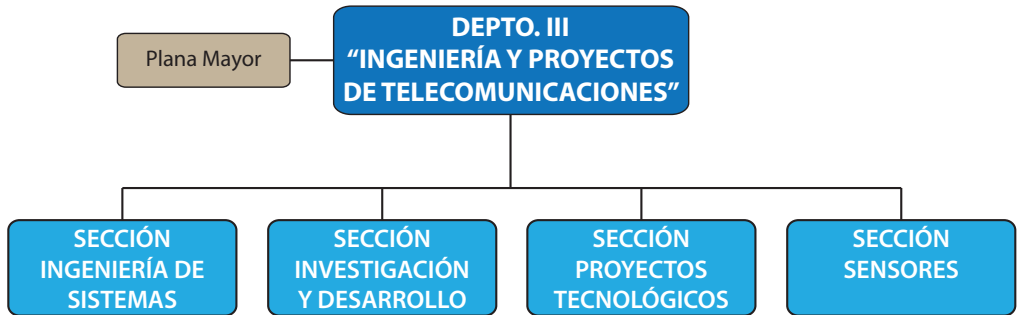 DEPTO. III
“INGENIERÍA Y PROYECTOS
DE TELECOMUNICACIONES”
Plana Mayor
SECCIÓN
INGENIERÍA DE
SISTEMAS
SECCIÓN
INVESTIGACIÓN
Y DESARROLLO
SECCIÓN
PROYECTOS
TECNOLÓGICOS
SECCIÓN
SENSORES